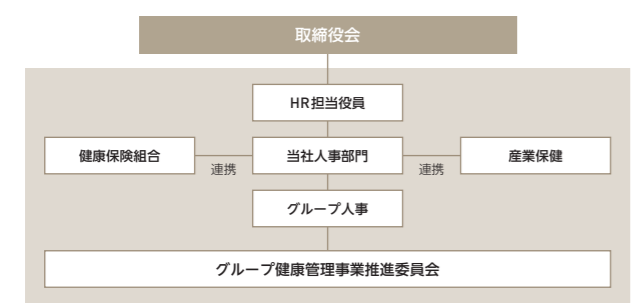 取締役会
HR担当役員
健康保険組合
連携
当社人事部門
連携
産業保健
グループ人事
グループ健康管理事業推進委員会